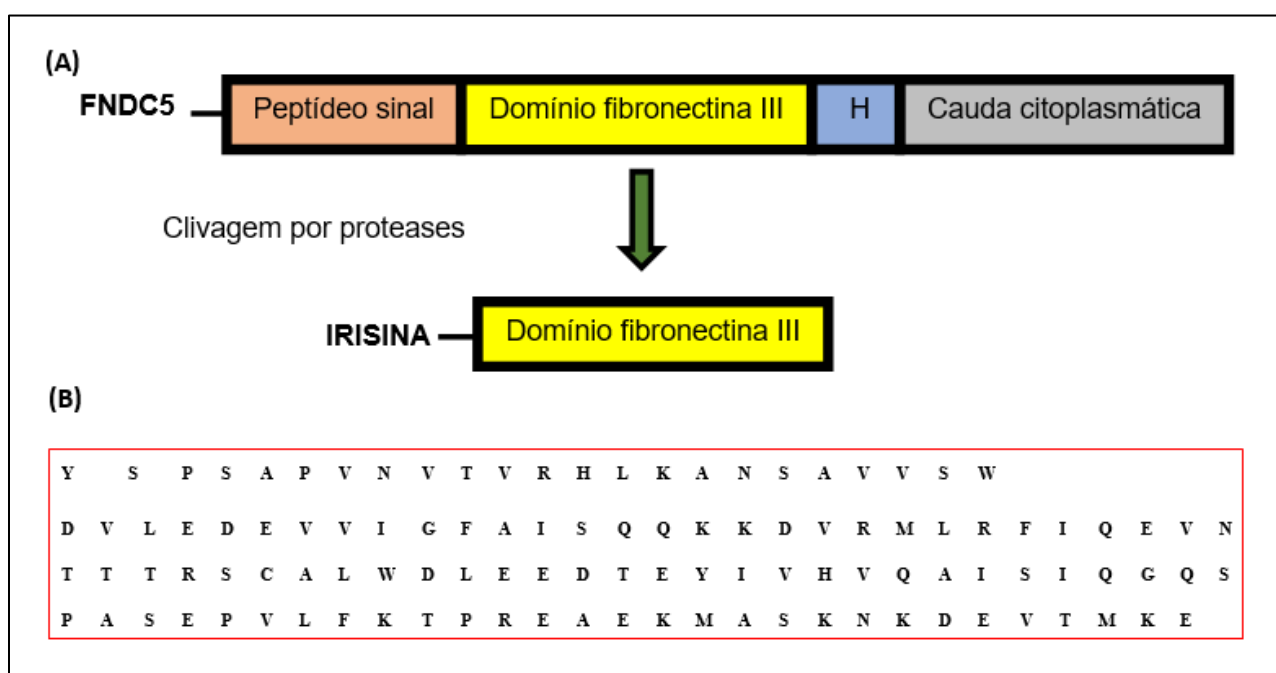 (A)
FNDC5
Peptídeo sinal Domínio fibronectina III H Cauda citoplasmática
Clivagem por proteases
IRISINA Domínio fibronectina III
(B)
Y S P S A P V N V T V R H L K A N S A V V S W
D V L E D E V V I G F A I S Q Q K K D V R M L R F I Q E V N
T T T R S C A L W D L E E D T E Y I V H V Q A I S I Q G Q S
P A S E P V L F K T P R E A E K M A S K N K D E V T M K E